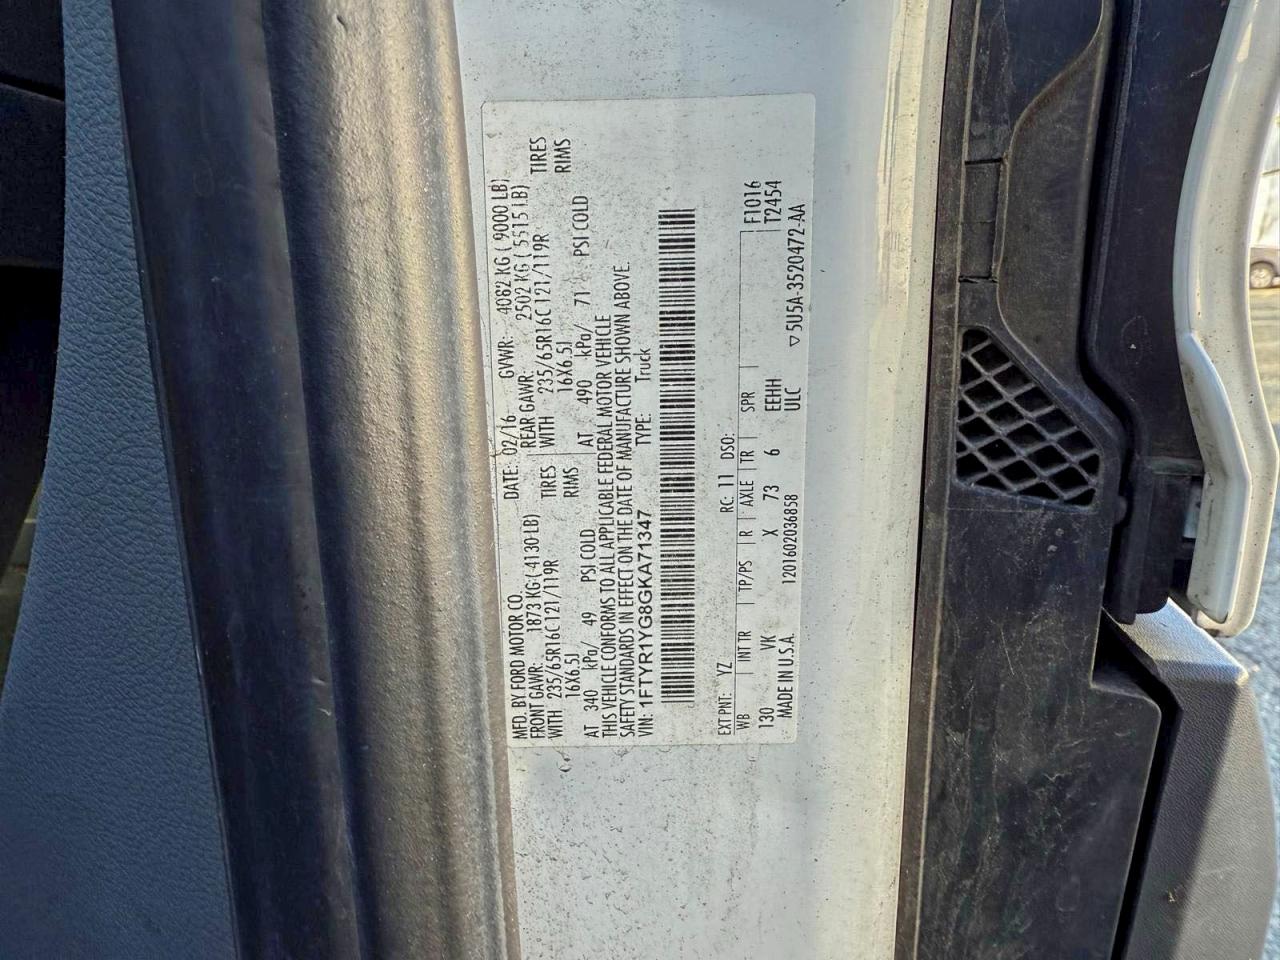 MFD. BY FORD MOTOR CO. DATE: 02/16 GVWR: 4082 KG ( 9000 LB)
FRONT GAWR: 1873 KG ( 4130 LB) REAR GAWR: 2502 KG ( 5515 LB)
WITH 235/65R16C 121/119R TIRES WITH 235/65R16C 121/119R TIRES
16X6.5J RIMS 16X6.5J RIMS
AT 340 kPa/ 49 PSI COLD AT 490 kPa/ 71 PSI COLD
THIS VEHICLE CONFORMS TO ALL APPLICABLE FEDERAL MOTOR VEHICLE
SAFETY STANDARDS IN EFFECT ON THE DATE OF MANUFACTURE SHOWN ABOVE.
VIN: 1FTYR1YG8GKA71347 TYPE: Truck
EXT PNT: YZ RC: 11 DSO: F1016
WB INT TR TP/PS R AXLE TR SPR T2454
130 VK X 73 6 EEHH
MADE IN U.S.A. 1201602036858 ULC ▽5U5A-3520472-AA